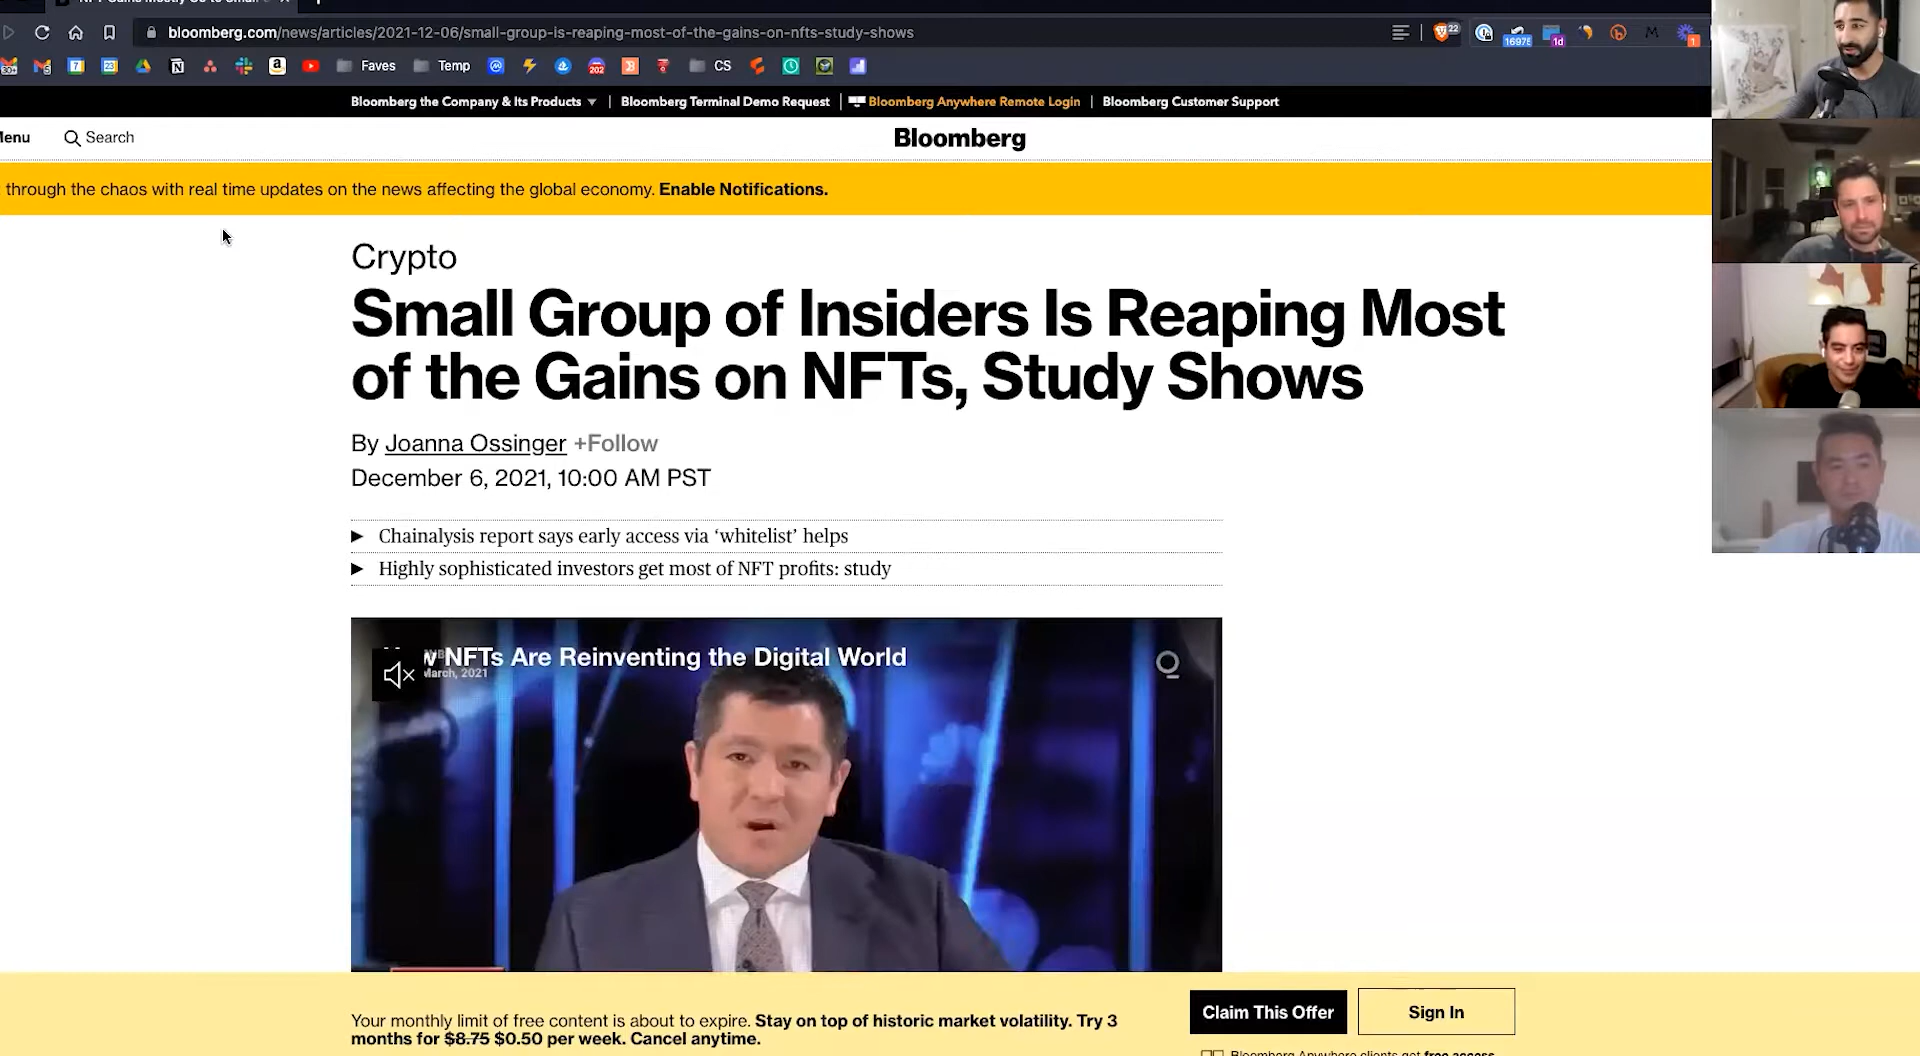 bloomberg.com/news/articles/2021-12-06/small-group-is-reaping-most-of-the-gains-on-nfts-study-shows
22
1d
1
30+
7
23
Faves
Temp
202
CS
Bloomberg the Company & Its Products
Bloomberg Terminal Demo Request
Bloomberg Anywhere Remote Login
Bloomberg Customer Support
Search
Bloomberg
through the chaos with real time updates on the news affecting the global economy. Enable Notifications.
Crypto
Small Group of Insiders Is Reaping Most
of the Gains on NFTs, Study Shows
By Joanna Ossinger +Follow
December 6, 2021, 10:00 AM PST
Chainalysis report says early access via ‘whitelist’ helps
Highly sophisticated investors get most of NFT profits: study
NFTs Are Reinventing the Digital World
March, 2021
Your monthly limit of free content is about to expire. Stay on top of historic market volatility. Try 3
months for $8.75 $0.50 per week. Cancel anytime.
Claim This Offer
Sign In
Bloomberg Anywhere clients get free access